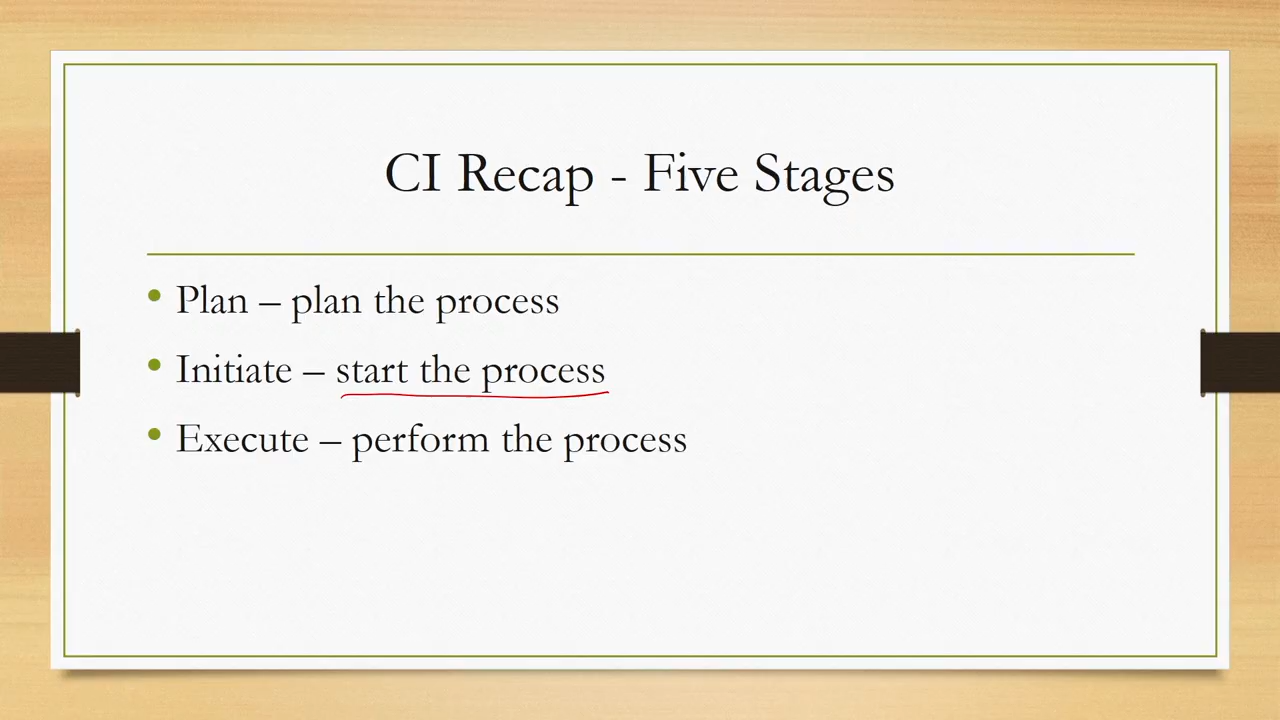 CI Recap - Five Stages
• Plan – plan the process
• Initiate – start the process
• Execute – perform the process